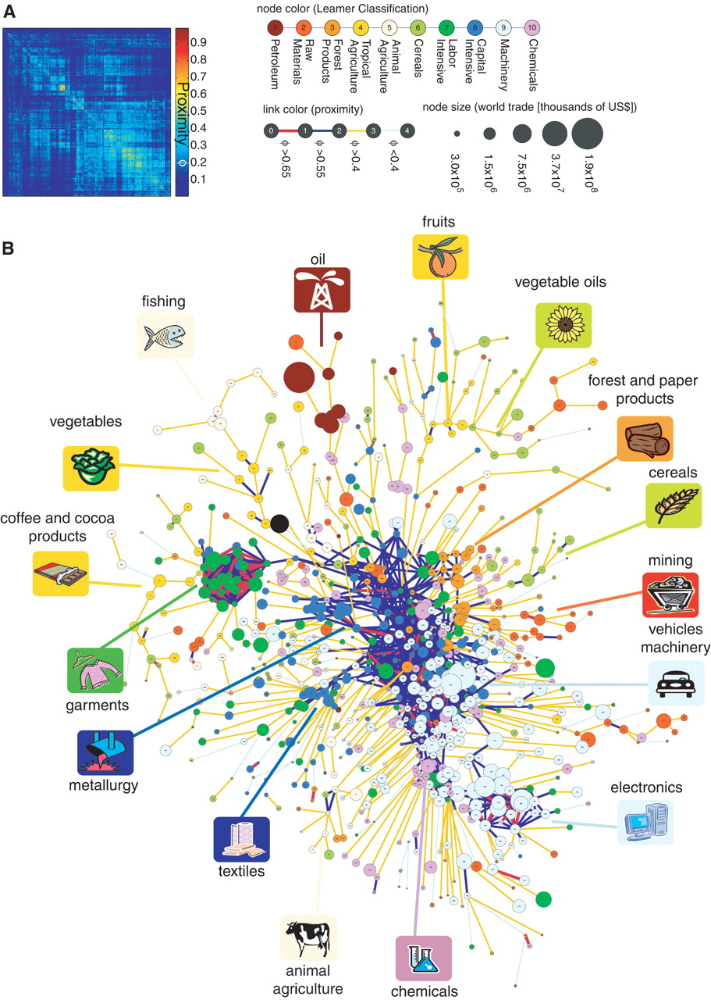 A
0.9
0.8
0.7
0.6
0.5
0.4
0.3
0.2
0.1
Proximity ϕ
node color (Leamer Classification)
1 2 3 4 5 6 7 8 9 10
Petroleum
Raw
Materials
Forest
Products
Tropical
Agriculture
Animal
Agriculture
Cereals
Labor
Intensive
Capital
Intensive
Machinery
Chemicals
link color (proximity)
0 1 2 3 4
ϕ >0.65
ϕ >0.55
ϕ >0.4
ϕ <0.4
node size (world trade [thousands of US$])
3.0x10⁵
1.5x10⁶
7.5x10⁶
3.7x10⁷
1.9x10⁸
B
fruits
oil
vegetable oils
fishing
forest and paper
products
vegetables
cereals
coffee and cocoa
products
mining
vehicles
machinery
garments
metallurgy
electronics
textiles
animal
agriculture
chemicals